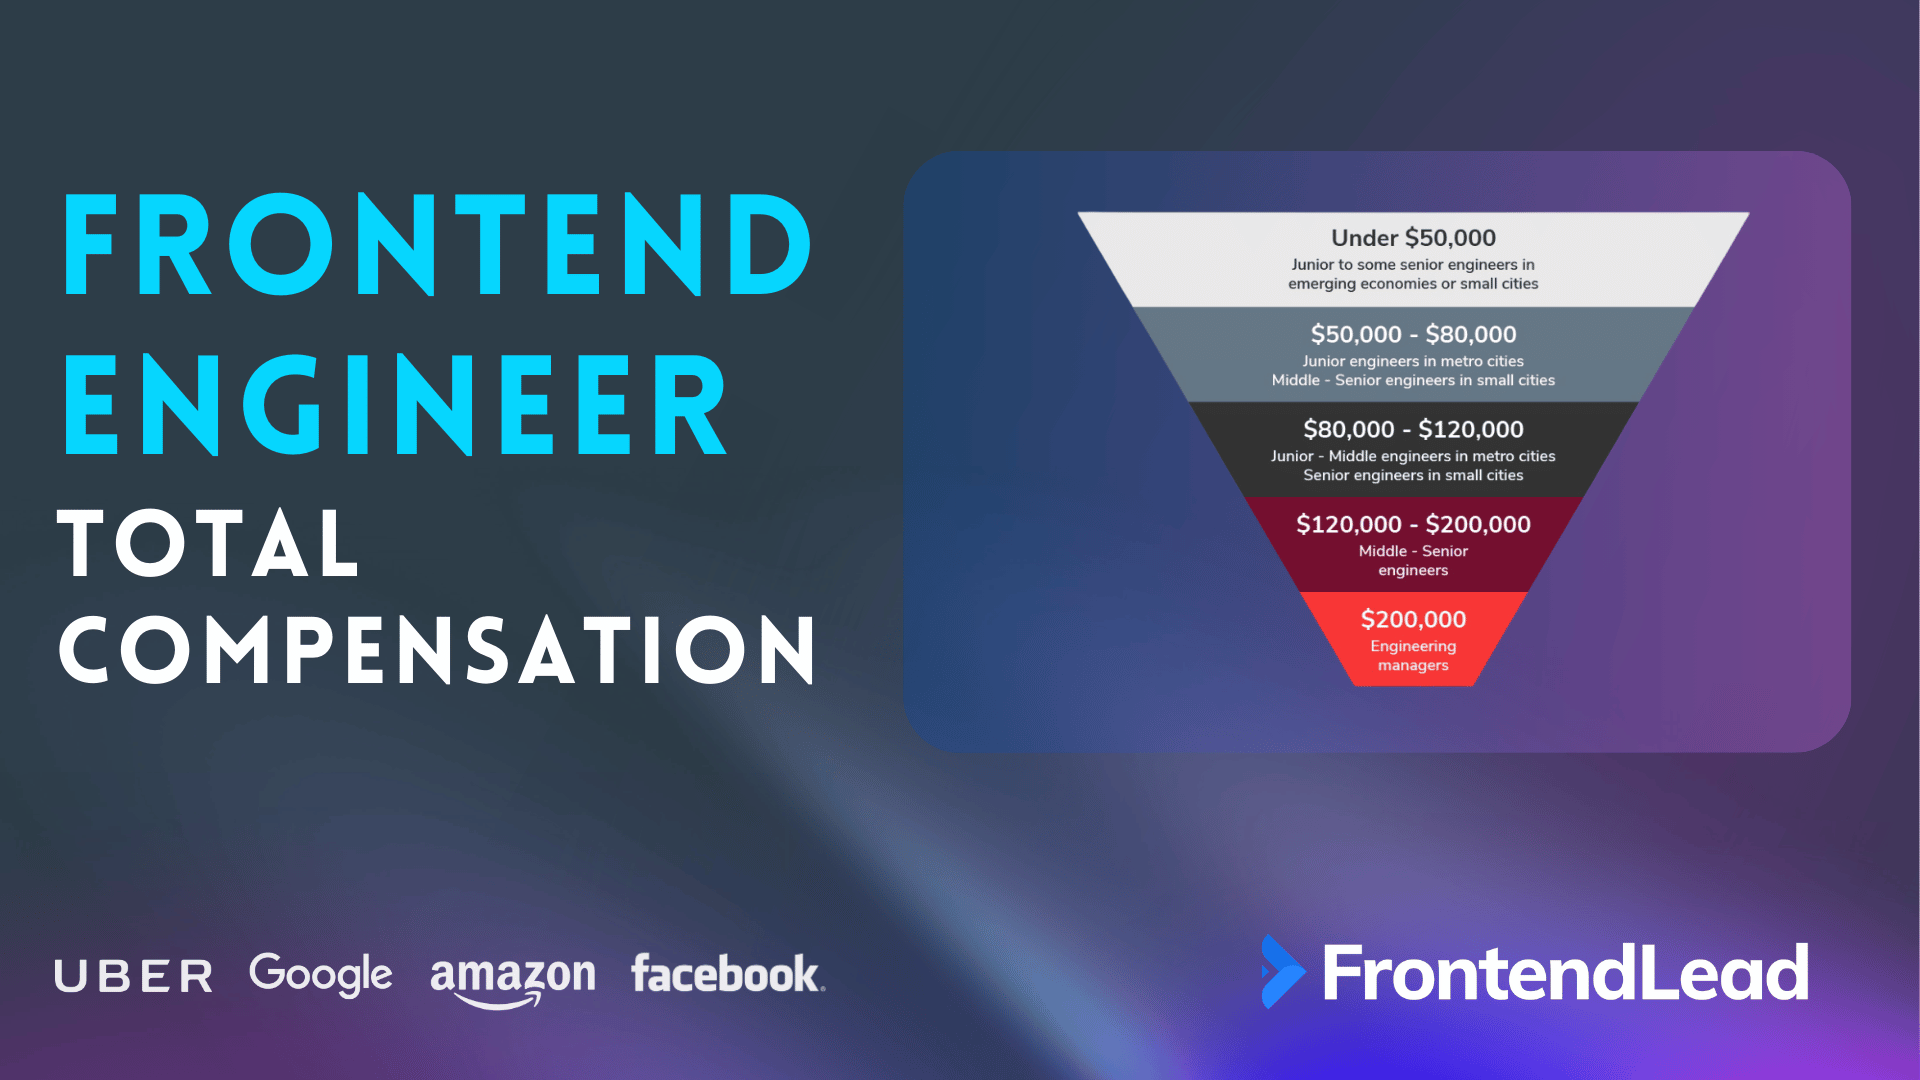 FRONTEND
ENGINEER
TOTAL
COMPENSATION
Under $50,000
Junior to some senior engineers in
emerging economies or small cities
$50,000 - $80,000
Junior engineers in metro cities
Middle - Senior engineers in small cities
$80,000 - $120,000
Junior - Middle engineers in metro cities
Senior engineers in small cities
$120,000 - $200,000
Middle - Senior
engineers
$200,000
Engineering
managers
UBER Google amazon facebook.
FrontendLead